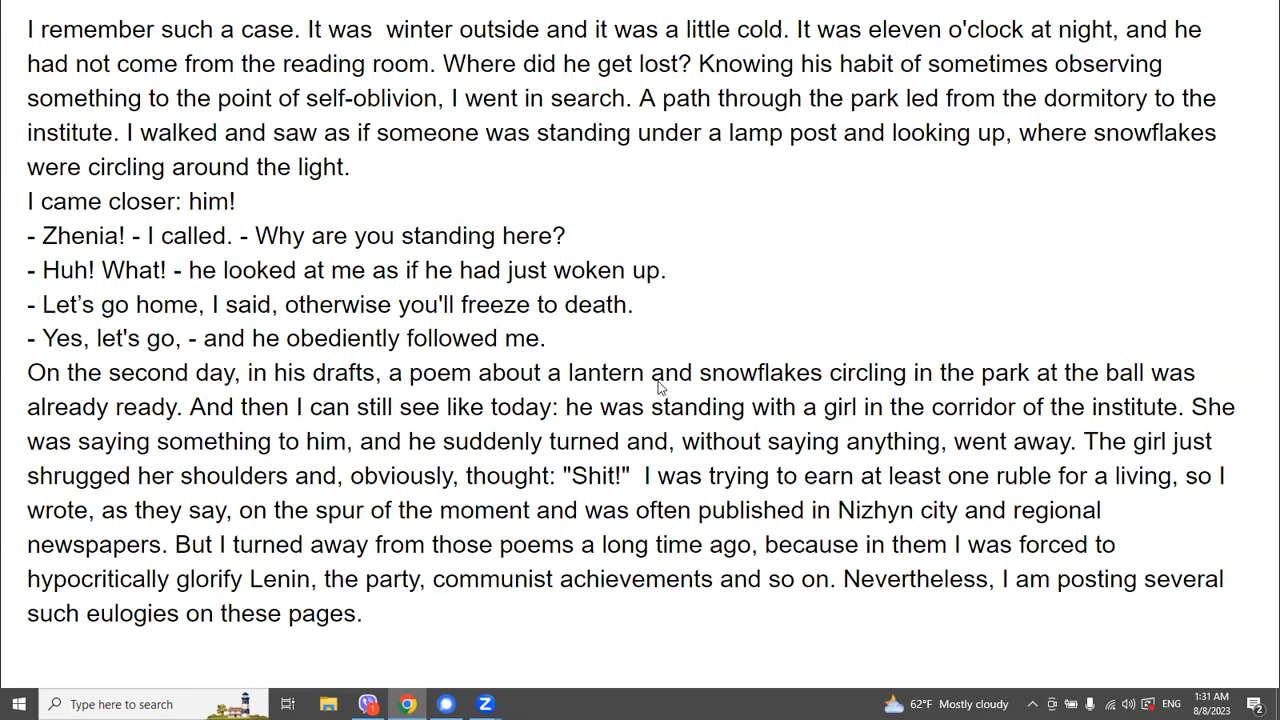 I remember such a case. It was  winter outside and it was a little cold. It was eleven o'clock at night, and he
had not come from the reading room. Where did he get lost? Knowing his habit of sometimes observing
something to the point of self-oblivion, I went in search. A path through the park led from the dormitory to the
institute. I walked and saw as if someone was standing under a lamp post and looking up, where snowflakes
were circling around the light.
I came closer: him!
- Zhenia! - I called. - Why are you standing here?
- Huh! What! - he looked at me as if he had just woken up.
- Let’s go home, I said, otherwise you'll freeze to death.
- Yes, let's go, - and he obediently followed me.
On the second day, in his drafts, a poem about a lantern and snowflakes circling in the park at the ball was
already ready. And then I can still see like today: he was standing with a girl in the corridor of the institute. She
was saying something to him, and he suddenly turned and, without saying anything, went away. The girl just
shrugged her shoulders and, obviously, thought: "Shit!"  I was trying to earn at least one ruble for a living, so I
wrote, as they say, on the spur of the moment and was often published in Nizhyn city and regional
newspapers. But I turned away from those poems a long time ago, because in them I was forced to
hypocritically glorify Lenin, the party, communist achievements and so on. Nevertheless, I am posting several
such eulogies on these pages.
Type here to search
1
Z
62°F Mostly cloudy
ENG
1:31 AM
8/8/2023
2